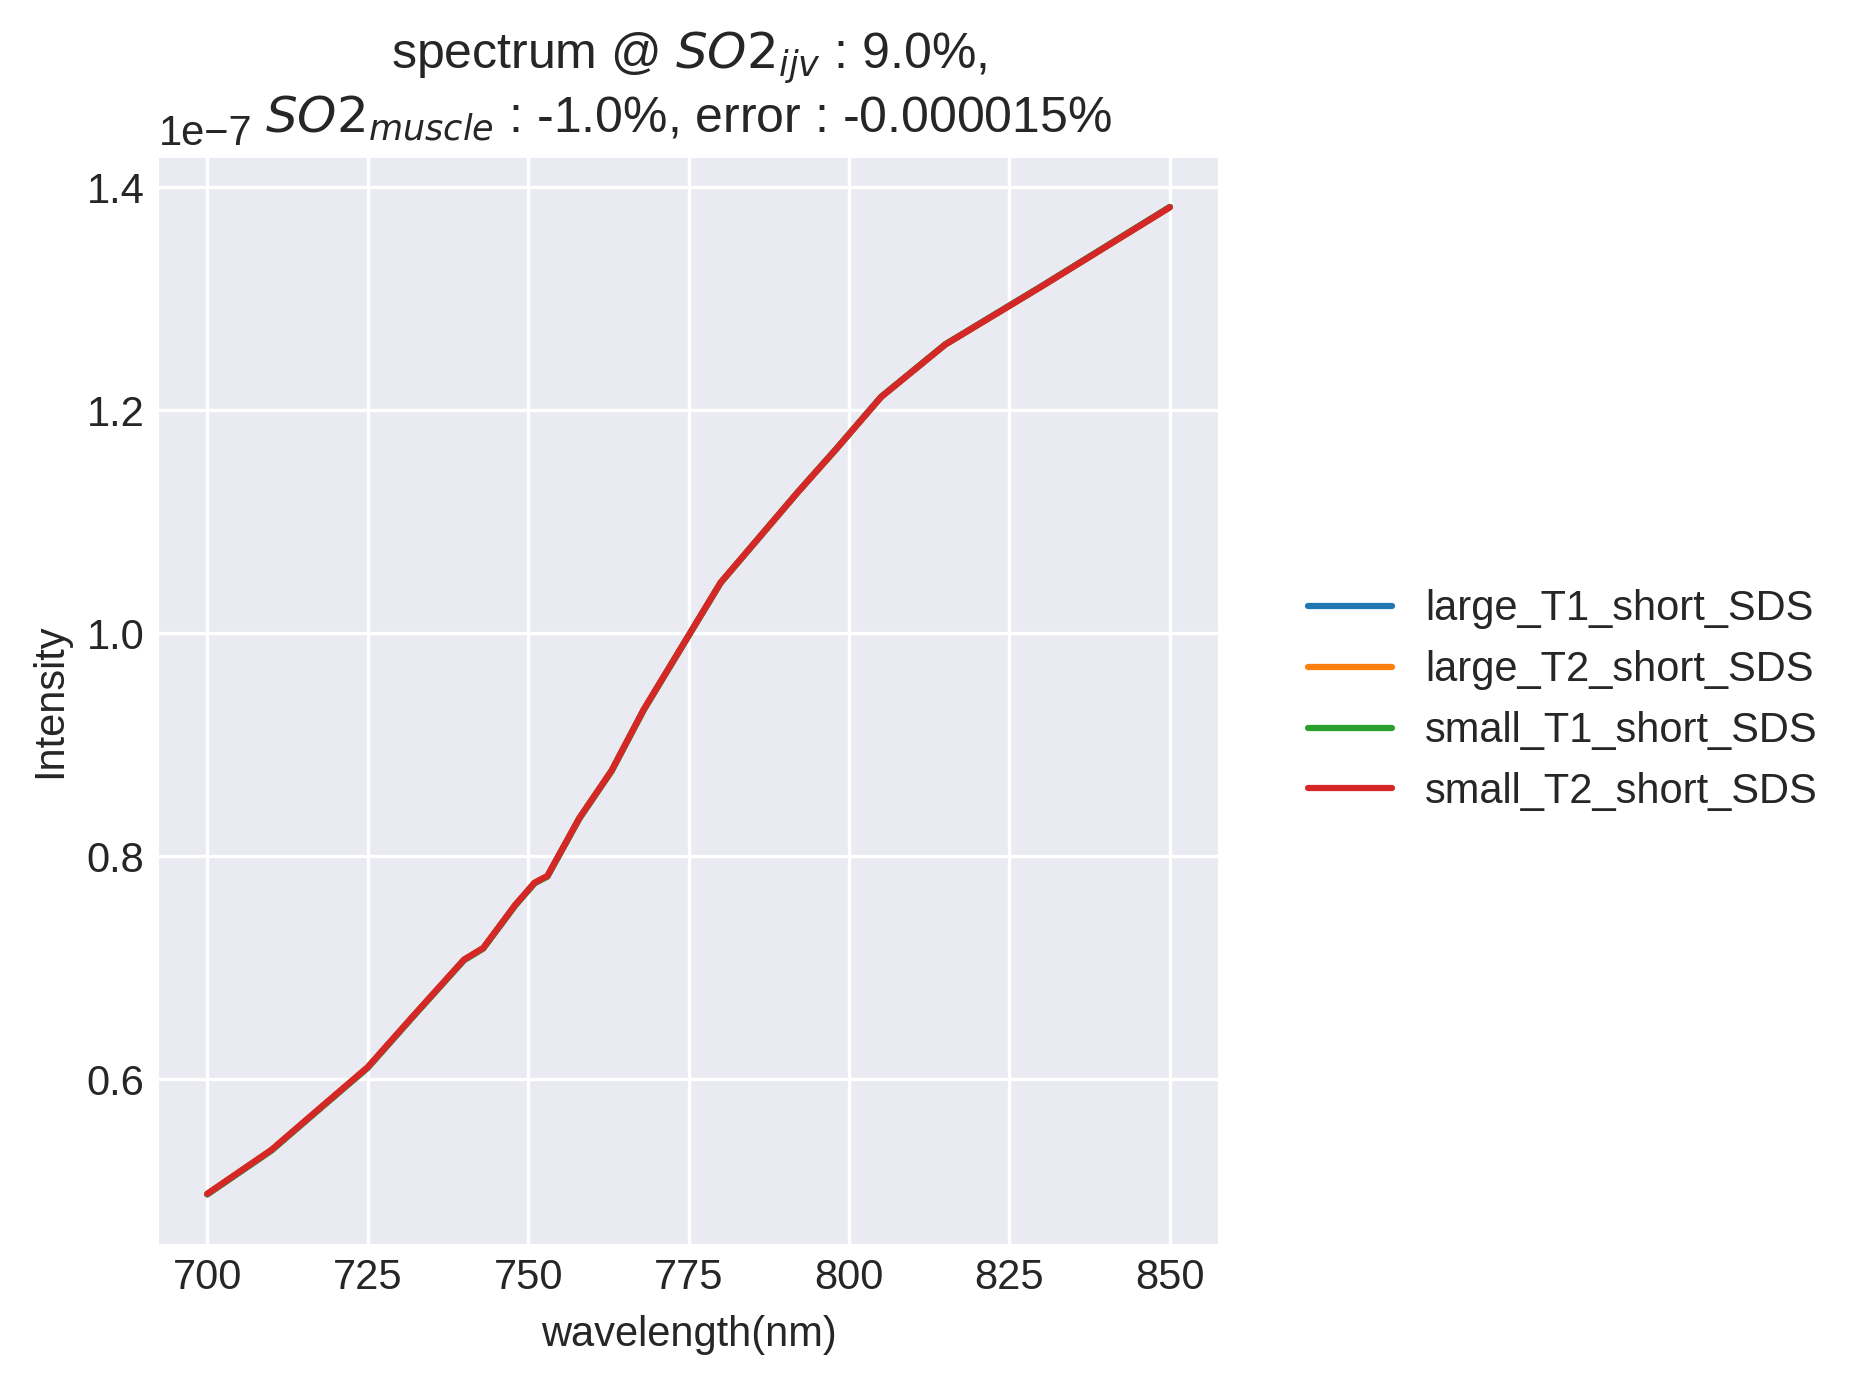 spectrum @ SO2ijv : 9.0%,
SO2muscle : -1.0%, error : -0.000015%
1e−7
1.4
1.2
1.0
0.8
0.6
Intensity
700 725 750 775 800 825 850
wavelength(nm)
large_T1_short_SDS
large_T2_short_SDS
small_T1_short_SDS
small_T2_short_SDS